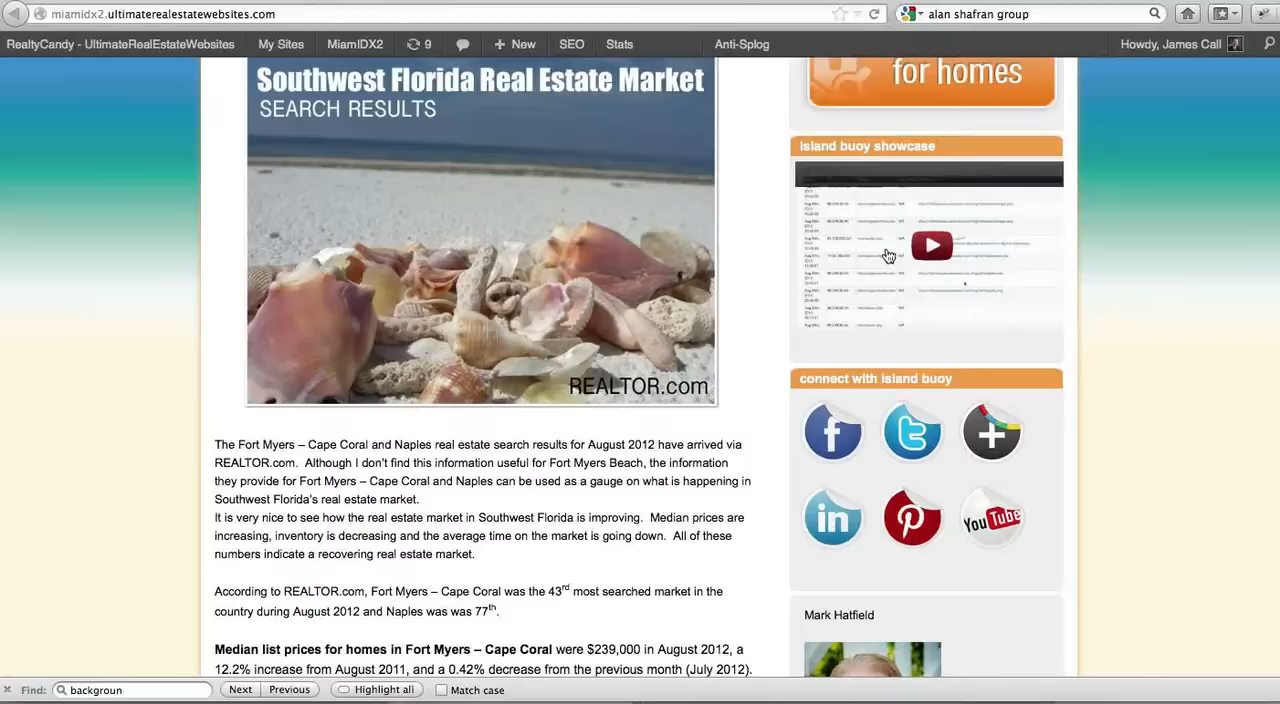 miamidx2.ultimaterealestatewebsites.com
alan shafran group
RealtyCandy - UltimateRealEstateWebsites
My Sites
MiamIDX2
9
New
SEO
Stats
Anti-Splog
Howdy, James Call
Southwest Florida Real Estate Market
SEARCH RESULTS
REALTOR.com
for homes
island buoy showcase
connect with island buoy
f
t
+
in
P
You Tube
Mark Hatfield
The Fort Myers – Cape Coral and Naples real estate search results for August 2012 have arrived via
REALTOR.com. Although I don't find this information useful for Fort Myers Beach, the information
they provide for Fort Myers – Cape Coral and Naples can be used as a gauge on what is happening in
Southwest Florida's real estate market.
It is very nice to see how the real estate market in Southwest Florida is improving. Median prices are
increasing, inventory is decreasing and the average time on the market is going down. All of these
numbers indicate a recovering real estate market.
According to REALTOR.com, Fort Myers – Cape Coral was the 43rd most searched market in the
country during August 2012 and Naples was was 77th.
Median list prices for homes in Fort Myers – Cape Coral were $239,000 in August 2012, a
12.2% increase from August 2011, and a 0.42% decrease from the previous month (July 2012).
Find:
backgroun
Next
Previous
Highlight all
Match case